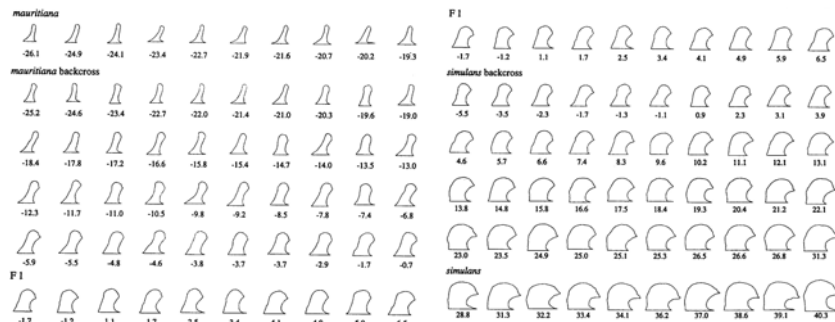 mauritiana
-26.1 -24.9 -24.1 -23.4 -22.7 -21.9 -21.6 -20.7 -20.2 -19.3
mauritiana backcross
-25.2 -24.6 -23.4 -22.7 -22.0 -21.4 -21.0 -20.3 -19.6 -19.0
-18.4 -17.8 -17.2 -16.6 -15.8 -15.4 -14.7 -14.0 -13.5 -13.0
-12.3 -11.7 -11.0 -10.5 -9.8 -9.2 -8.5 -7.8 -7.4 -6.8
-5.9 -5.5 -4.8 -4.6 -3.8 -3.7 -3.7 -2.9 -1.7 -0.7
F1
F1
-1.7 -1.2 1.1 1.7 2.5 3.4 4.1 4.9 5.9 6.5
simulans backcross
-5.5 -3.5 -2.3 -1.7 -1.3 -1.1 0.9 2.3 3.1 3.9
4.6 5.7 6.6 7.4 8.3 9.6 10.2 11.1 12.1 13.1
13.8 14.8 15.8 16.6 17.5 18.4 19.3 20.4 21.2 22.1
23.0 23.5 24.9 25.0 25.1 25.3 26.5 26.6 26.8 31.3
simulans
28.8 31.3 32.2 33.4 34.1 36.2 37.0 38.6 39.1 40.3